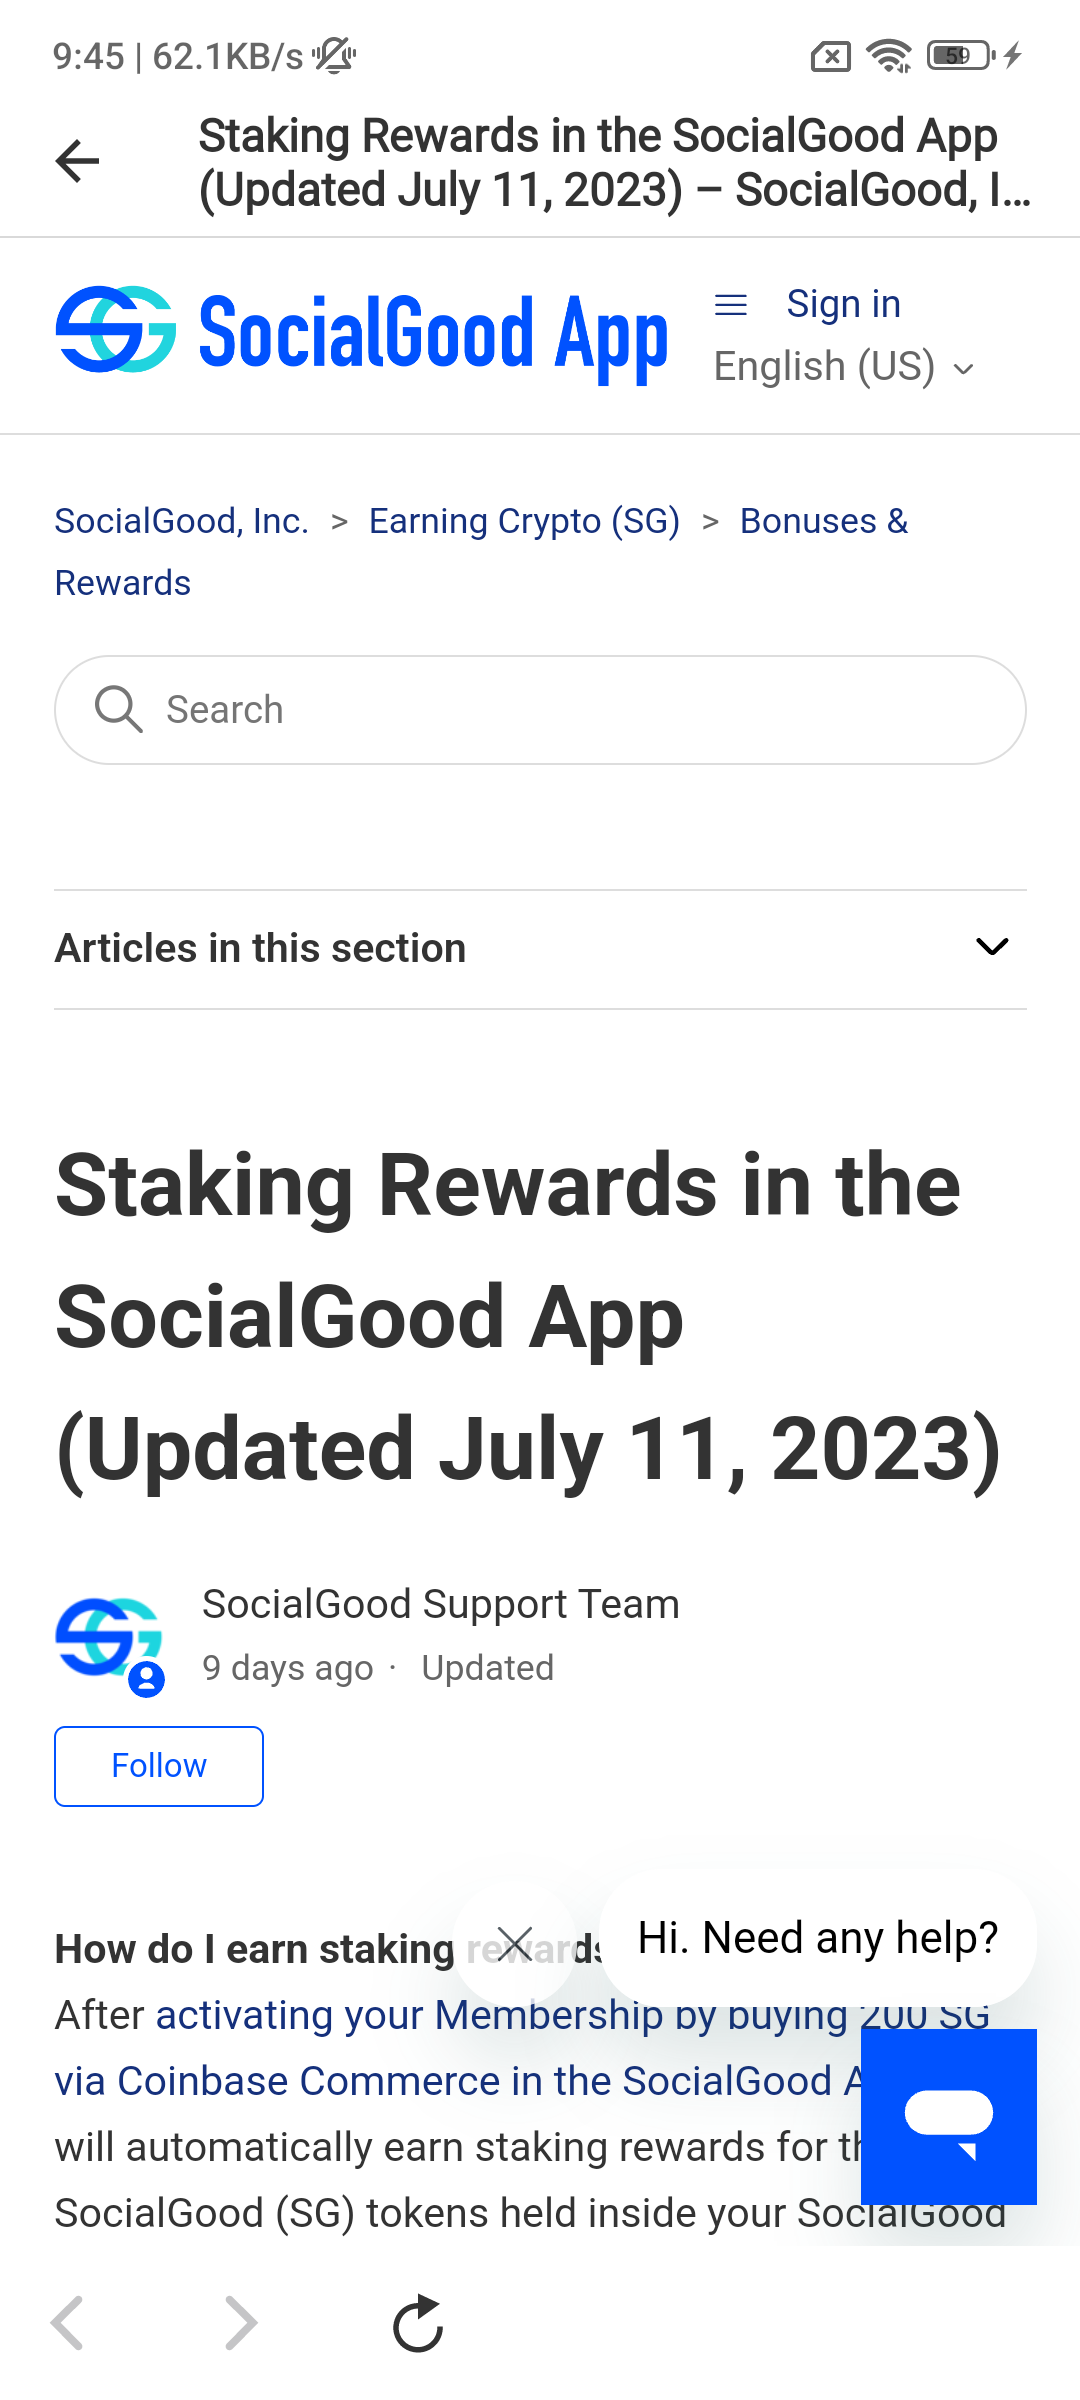 9:45 | 62.1KB/s
59
Staking Rewards in the SocialGood App
(Updated July 11, 2023) – SocialGood, I...
SocialGood App
Sign in
English (US)
SocialGood, Inc. > Earning Crypto (SG) > Bonuses &
Rewards
Search
Articles in this section
Staking Rewards in the
SocialGood App
(Updated July 11, 2023)
SocialGood Support Team
9 days ago · Updated
Follow
How do I earn staking rewards
Hi. Need any help?
After activating your Membership by buying 200 SG
via Coinbase Commerce in the SocialGood A
will automatically earn staking rewards for th
SocialGood (SG) tokens held inside your SocialGood